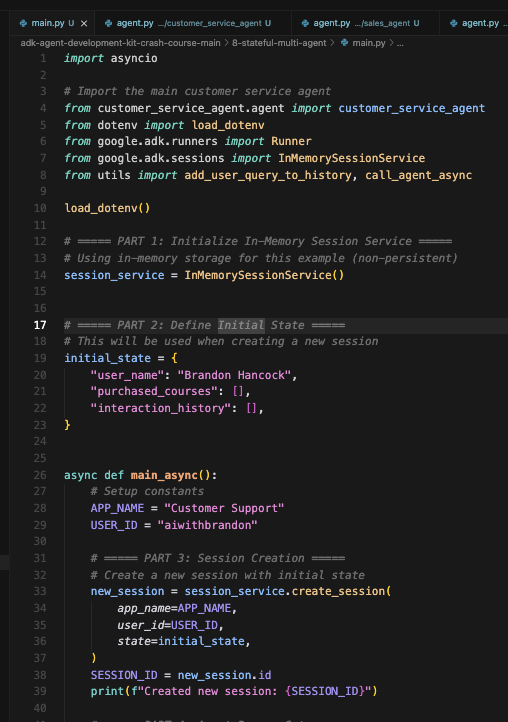 main.py U × agent.py .../customer_service_agent U agent.py .../sales_agent U agent.py
adk-agent-development-kit-crash-course-main > 8-stateful-multi-agent > main.py > ...
1 import asyncio
2
3 # Import the main customer service agent
4 from customer_service_agent.agent import customer_service_agent
5 from dotenv import load_dotenv
6 from google.adk.runners import Runner
7 from google.adk.sessions import InMemorySessionService
8 from utils import add_user_query_to_history, call_agent_async
9
10 load_dotenv()
11
12 # ===== PART 1: Initialize In-Memory Session Service =====
13 # Using in-memory storage for this example (non-persistent)
14 session_service = InMemorySessionService()
15
16
17 # ===== PART 2: Define Initial State =====
18 # This will be used when creating a new session
19 initial_state = {
20     "user_name": "Brandon Hancock",
21     "purchased_courses": [],
22     "interaction_history": [],
23 }
24
25
26 async def main_async():
27     # Setup constants
28     APP_NAME = "Customer Support"
29     USER_ID = "aiwithbrandon"
30
31     # ===== PART 3: Session Creation =====
32     # Create a new session with initial state
33     new_session = session_service.create_session(
34         app_name=APP_NAME,
35         user_id=USER_ID,
36         state=initial_state,
37     )
38     SESSION_ID = new_session.id
39     print(f"Created new session: {SESSION_ID}")
40